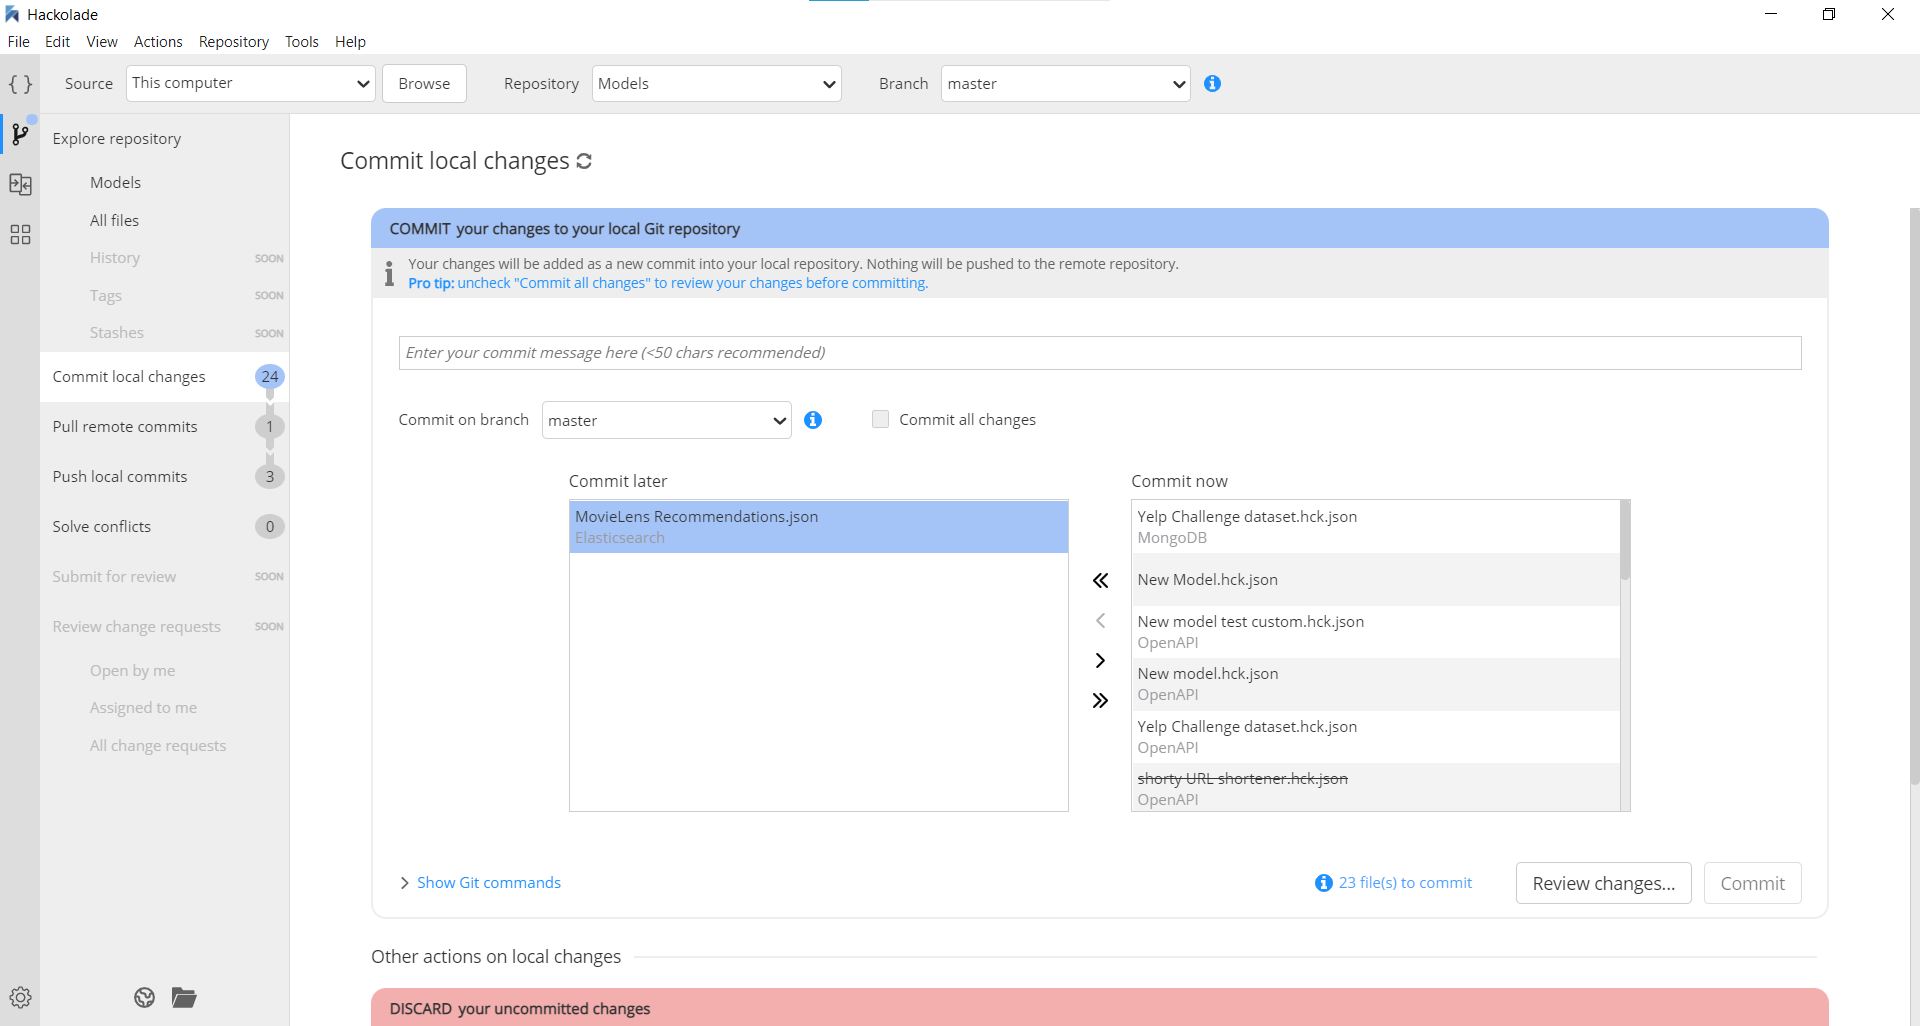 Hackolade
File Edit View Actions Repository Tools Help
Source This computer Browse Repository Models Branch master
Explore repository
Models
All files
History SOON
Tags SOON
Stashes SOON
Commit local changes 24
Pull remote commits 1
Push local commits 3
Solve conflicts 0
Submit for review SOON
Review change requests SOON
Open by me
Assigned to me
All change requests
Commit local changes
COMMIT your changes to your local Git repository
Your changes will be added as a new commit into your local repository. Nothing will be pushed to the remote repository.
Pro tip: uncheck "Commit all changes" to review your changes before committing.
Enter your commit message here (<50 chars recommended)
Commit on branch master Commit all changes
Commit later
MovieLens Recommendations.json
Elasticsearch
Commit now
Yelp Challenge dataset.hck.json
MongoDB
New Model.hck.json
New model test custom.hck.json
OpenAPI
New model.hck.json
OpenAPI
Yelp Challenge dataset.hck.json
OpenAPI
shorty URL shortener.hck.json
OpenAPI
Show Git commands
23 file(s) to commit
Review changes...
Commit
Other actions on local changes
DISCARD your uncommitted changes